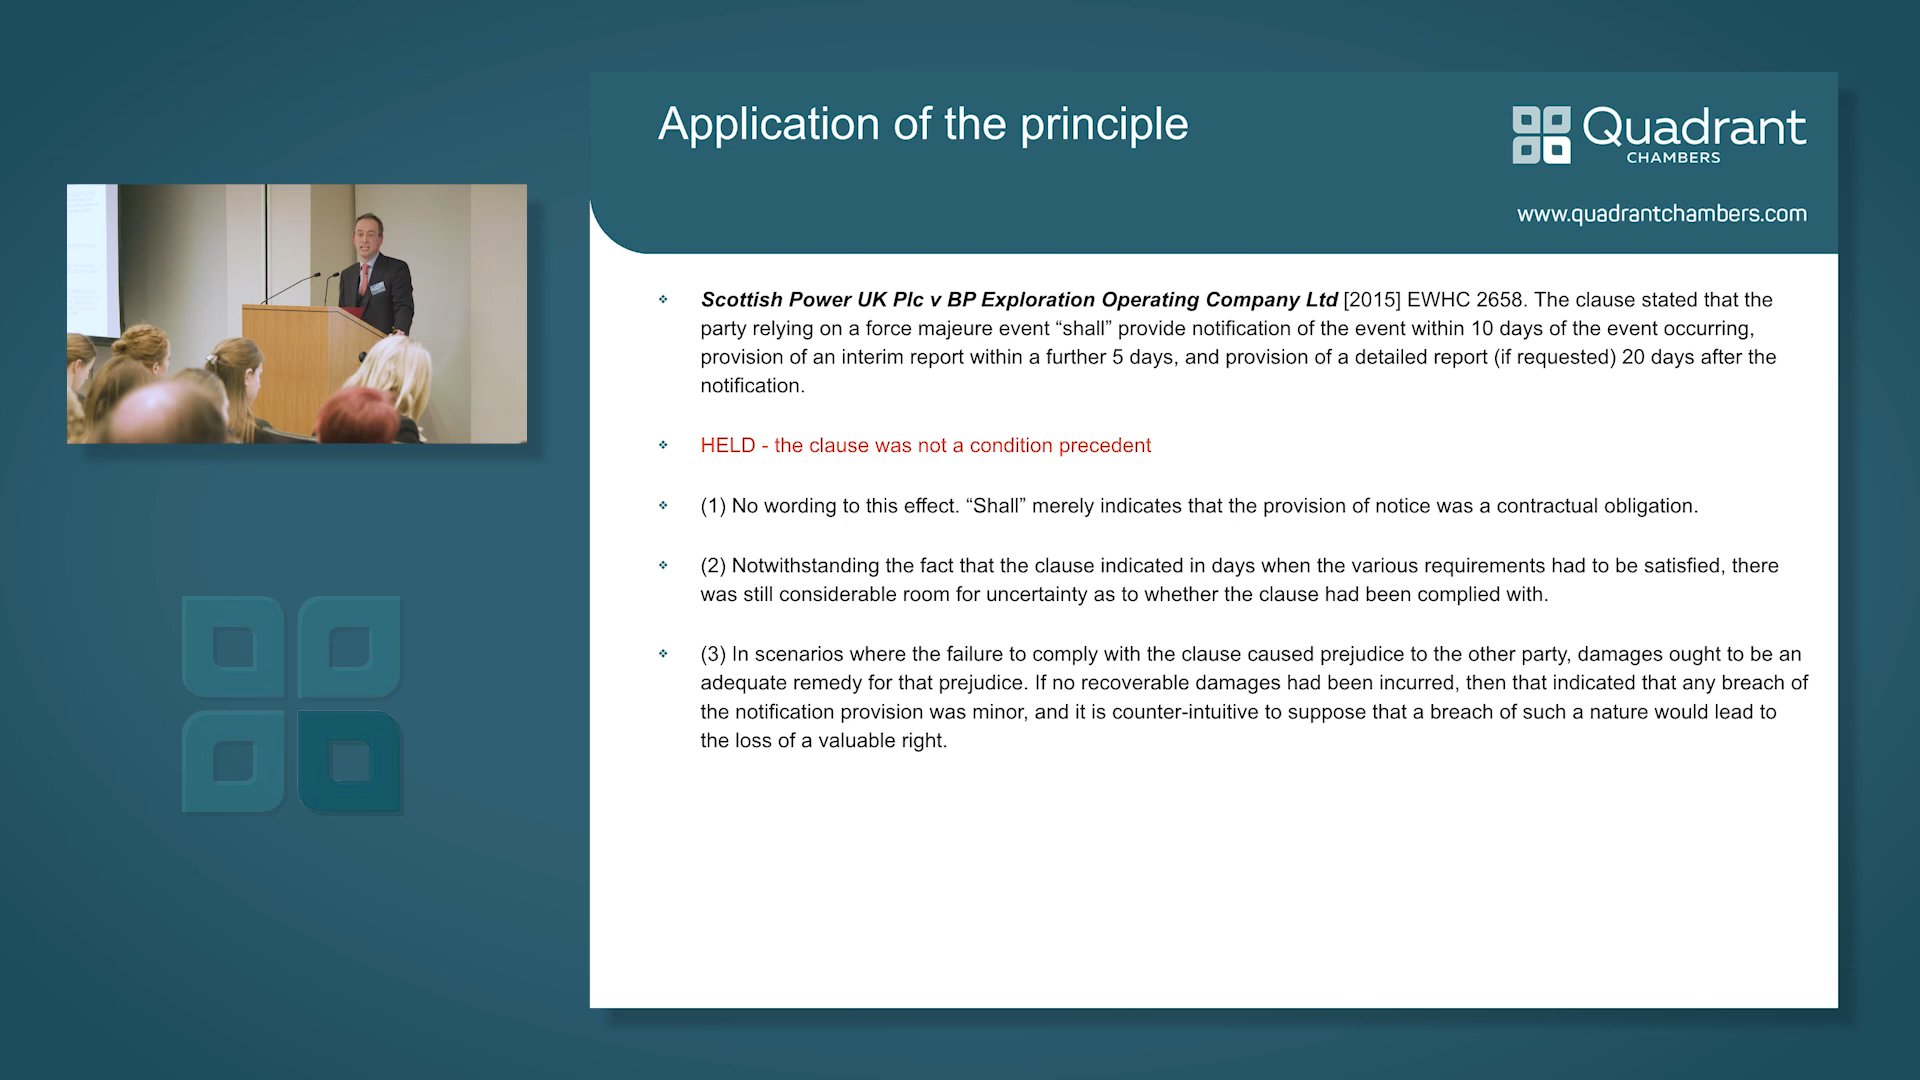 Application of the principle
Quadrant
CHAMBERS
www.quadrantchambers.com
Scottish Power UK Plc v BP Exploration Operating Company Ltd [2015] EWHC 2658. The clause stated that the
party relying on a force majeure event “shall” provide notification of the event within 10 days of the event occurring,
provision of an interim report within a further 5 days, and provision of a detailed report (if requested) 20 days after the
notification.
HELD - the clause was not a condition precedent
(1) No wording to this effect. “Shall” merely indicates that the provision of notice was a contractual obligation.
(2) Notwithstanding the fact that the clause indicated in days when the various requirements had to be satisfied, there
was still considerable room for uncertainty as to whether the clause had been complied with.
(3) In scenarios where the failure to comply with the clause caused prejudice to the other party, damages ought to be an
adequate remedy for that prejudice. If no recoverable damages had been incurred, then that indicated that any breach of
the notification provision was minor, and it is counter-intuitive to suppose that a breach of such a nature would lead to
the loss of a valuable right.